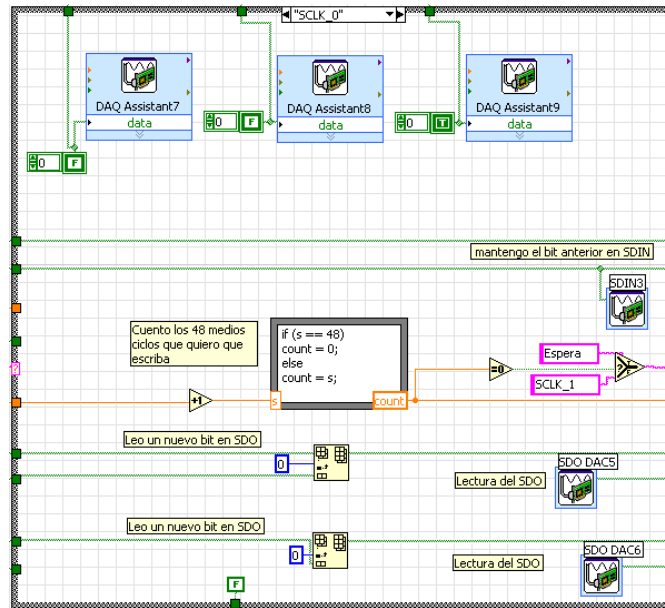 "SCLK_0"
DAQ Assistant7
data
DAQ Assistant8
data
DAQ Assistant9
data
0 F
0 F
0 T
mantengo el bit anterior en SDIN
SDIN3
Cuento los 48 medios
ciclos que quiero que
escriba
if (s == 48)
count = 0;
else
count = s;
s
count
+1
=0
Espera
SCLK_1
?
Leo un nuevo bit en SDO
0
SDO DAC5
Lectura del SDO
Leo un nuevo bit en SDO
0
SDO DAC6
Lectura del SDO
F